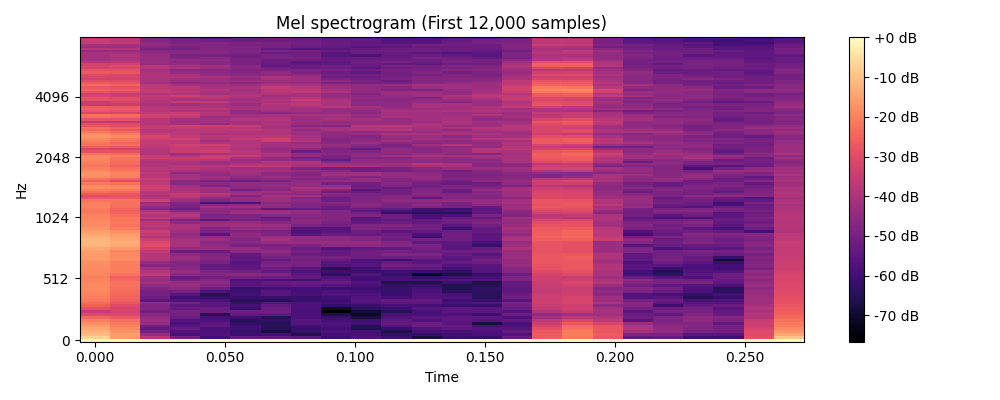 Mel spectrogram (First 12,000 samples)
Hz
4096
2048
1024
512
0
0.000 0.050 0.100 0.150 0.200 0.250
Time
+0 dB
-10 dB
-20 dB
-30 dB
-40 dB
-50 dB
-60 dB
-70 dB